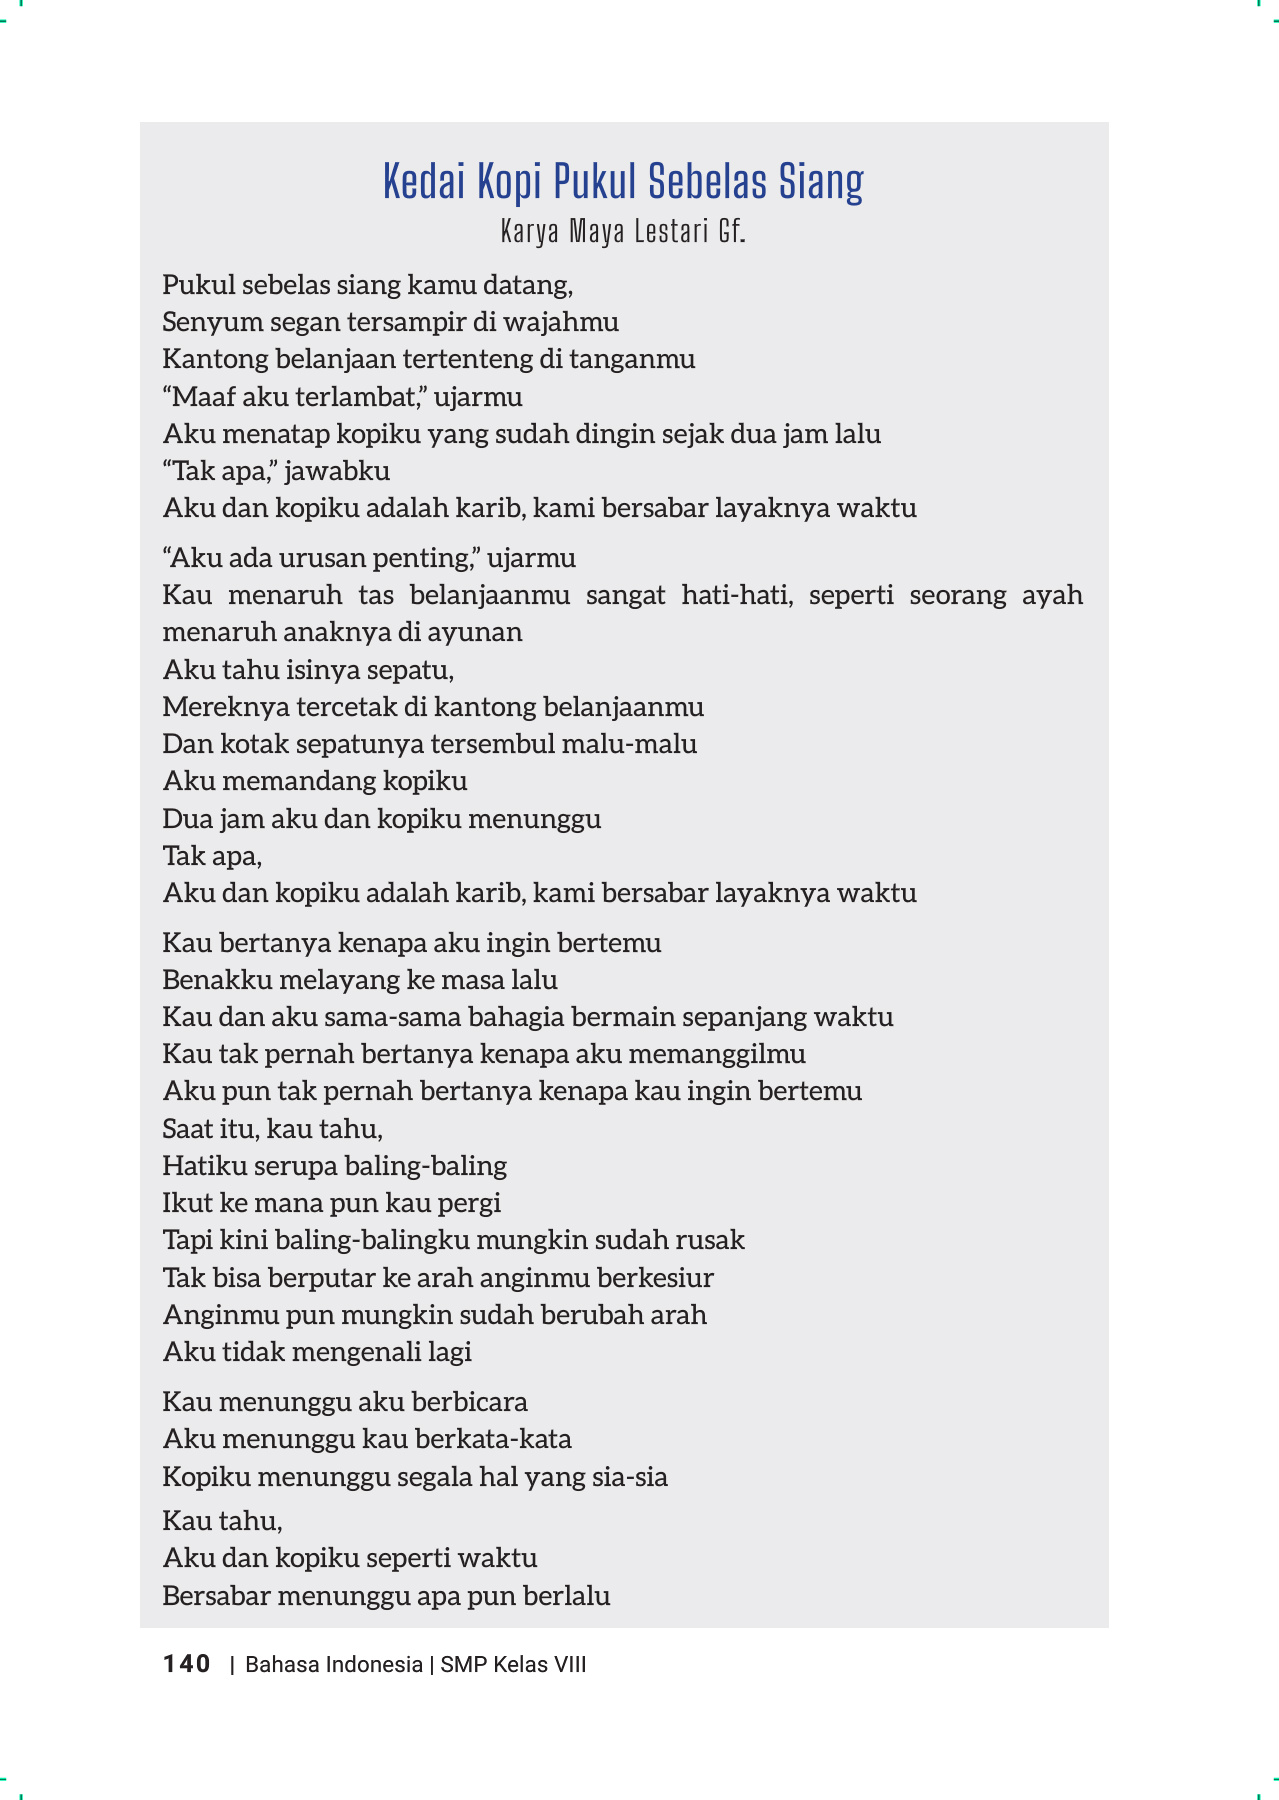 Kedai Kopi Pukul Sebelas Siang
Karya Maya Lestari Gf.
Pukul sebelas siang kamu datang,
Senyum segan tersampir di wajahmu
Kantong belanjaan tertenteng di tanganmu
“Maaf aku terlambat,” ujarmu
Aku menatap kopiku yang sudah dingin sejak dua jam lalu
“Tak apa,” jawabku
Aku dan kopiku adalah karib, kami bersabar layaknya waktu
“Aku ada urusan penting,” ujarmu
Kau menaruh tas belanjaanmu sangat hati-hati, seperti seorang ayah
menaruh anaknya di ayunan
Aku tahu isinya sepatu,
Mereknya tercetak di kantong belanjaanmu
Dan kotak sepatunya tersembul malu-malu
Aku memandang kopiku
Dua jam aku dan kopiku menunggu
Tak apa,
Aku dan kopiku adalah karib, kami bersabar layaknya waktu
Kau bertanya kenapa aku ingin bertemu
Benakku melayang ke masa lalu
Kau dan aku sama-sama bahagia bermain sepanjang waktu
Kau tak pernah bertanya kenapa aku memanggilmu
Aku pun tak pernah bertanya kenapa kau ingin bertemu
Saat itu, kau tahu,
Hatiku serupa baling-baling
Ikut ke mana pun kau pergi
Tapi kini baling-balingku mungkin sudah rusak
Tak bisa berputar ke arah anginmu berkesiur
Anginmu pun mungkin sudah berubah arah
Aku tidak mengenali lagi
Kau menunggu aku berbicara
Aku menunggu kau berkata-kata
Kopiku menunggu segala hal yang sia-sia
Kau tahu,
Aku dan kopiku seperti waktu
Bersabar menunggu apa pun berlalu
140 | Bahasa Indonesia | SMP Kelas VIII